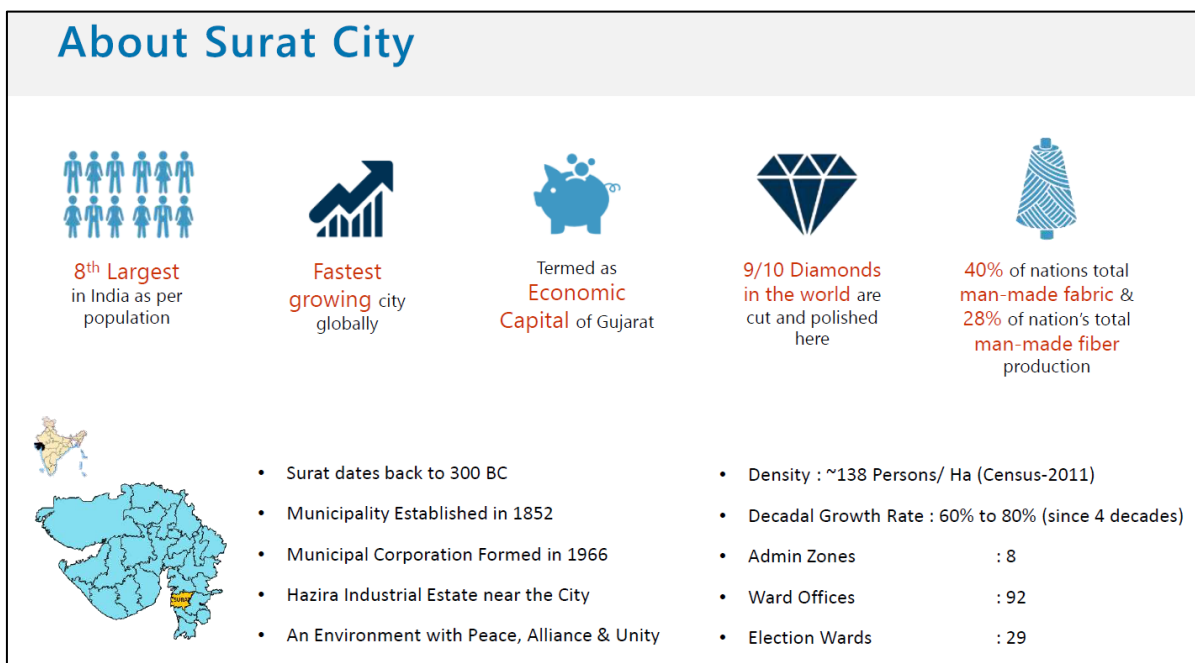 About Surat City
8th Largest
in India as per
population
Fastest
growing city
globally
Termed as
Economic
Capital of Gujarat
9/10 Diamonds
in the world are
cut and polished
here
40% of nations total
man-made fabric &
28% of nation's total
man-made fiber
production
SURAT
• Surat dates back to 300 BC
• Municipality Established in 1852
• Municipal Corporation Formed in 1966
• Hazira Industrial Estate near the City
• An Environment with Peace, Alliance & Unity
• Density : ~138 Persons/ Ha (Census-2011)
• Decadal Growth Rate : 60% to 80% (since 4 decades)
• Admin Zones : 8
• Ward Offices : 92
• Election Wards : 29